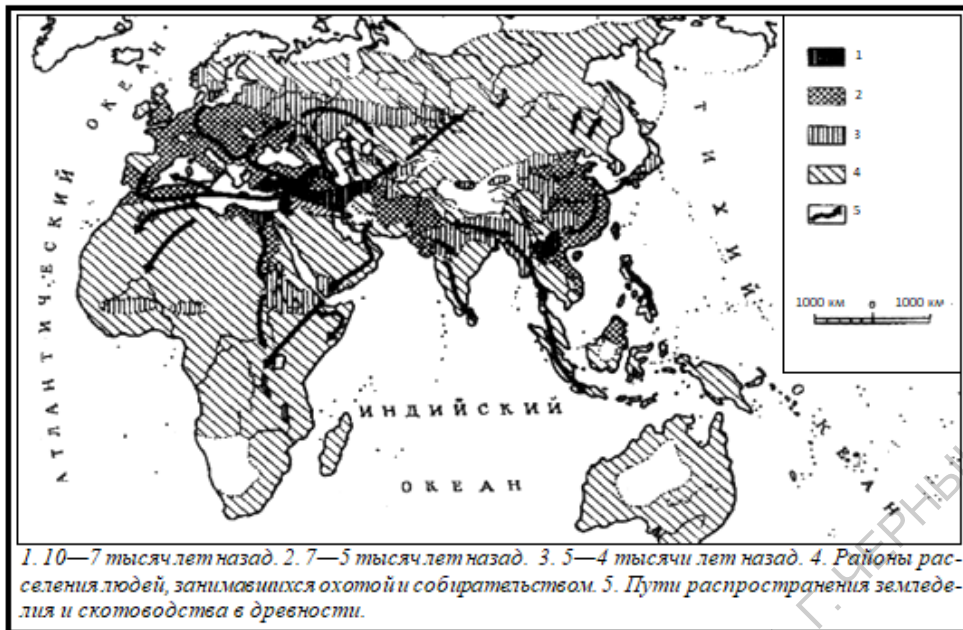 АТЛАНТИЧЕСКИЙ
ОКЕАН
ТИХИЙ
ОКЕАН
ИНДИЙСКИЙ
ОКЕАН
1
2
3
4
5
1000 км 0 1000 км
1. 10—7 тысяч лет назад. 2. 7—5 тысяч лет назад. 3. 5—4 тысячи лет назад. 4. Районы рас-
селения людей, занимавшихся охотой и собирательством. 5. Пути распространения земледе-
лия и скотоводства в древности.